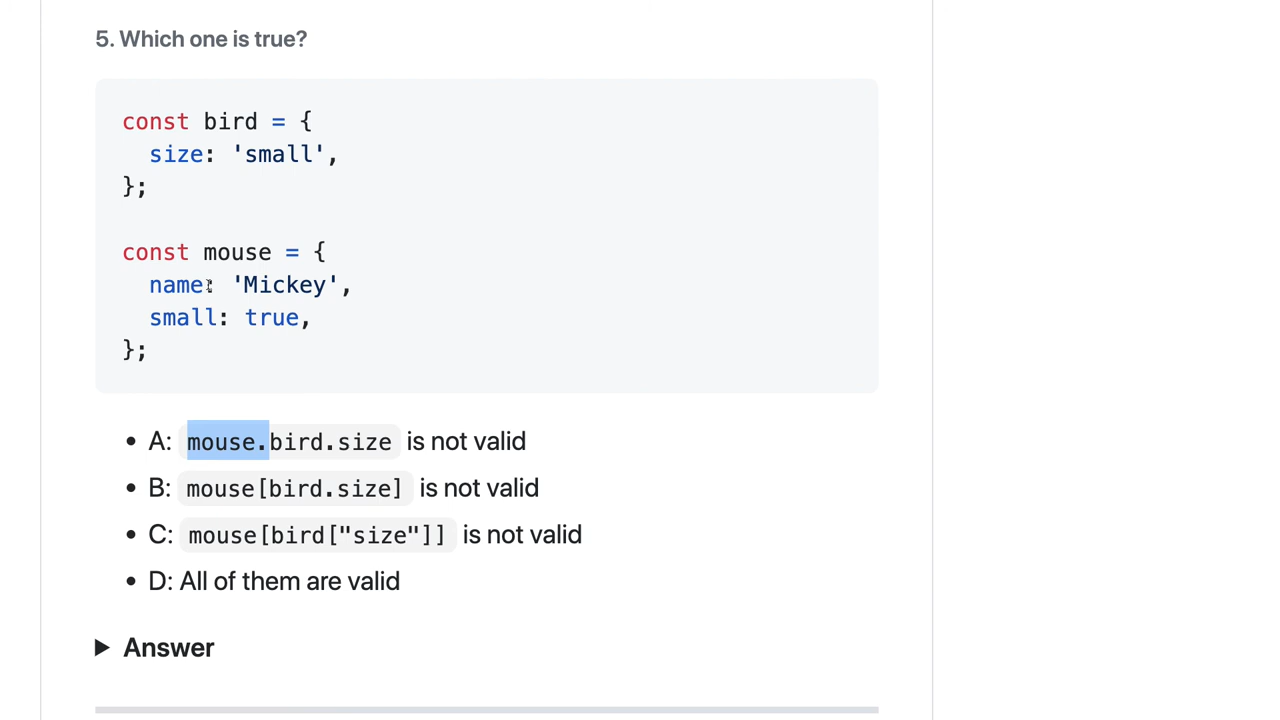 5. Which one is true?
const bird = {
  size: 'small',
};
const mouse = {
  name: 'Mickey',
  small: true,
};
• A: mouse.bird.size is not valid
• B: mouse[bird.size] is not valid
• C: mouse[bird["size"]] is not valid
• D: All of them are valid
Answer